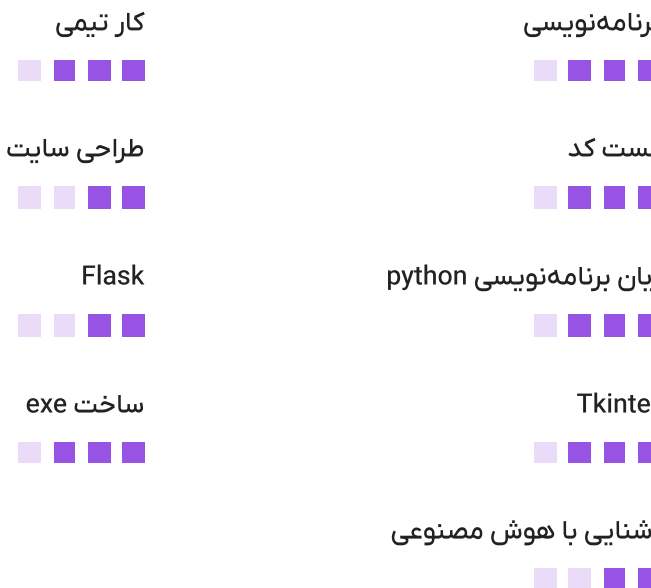 رنامه‌نویسی
کار تیمی
ست کد
طراحی سایت
بان برنامه‌نویسی python
Flask
Tkinte
ساخت exe
شنایی با هوش مصنوعی